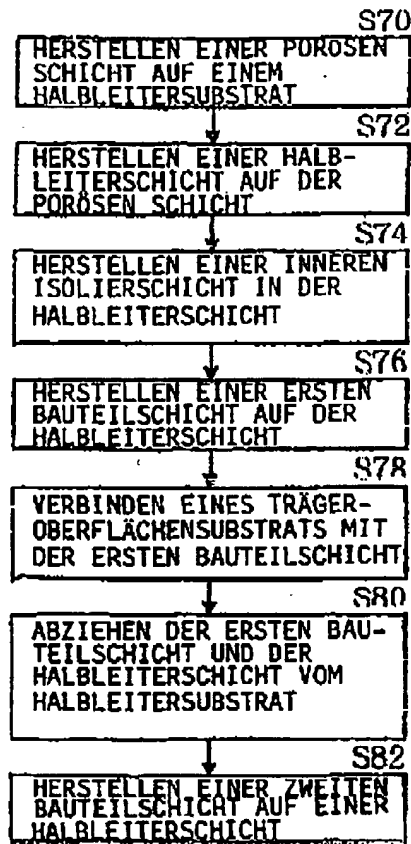 S70
HERSTELLEN EINER PORÖSEN
SCHICHT AUF EINEM
HALBLEITERSUBSTRAT
S72
HERSTELLEN EINER HALB-
LEITERSCHICHT AUF DER
PORÖSEN SCHICHT
S74
HERSTELLEN EINER INNEREN
ISOLIERSCHICHT IN DER
HALBLEITERSCHICHT
S76
HERSTELLEN EINER ERSTEN
BAUTEILSCHICHT AUF DER
HALBLEITERSCHICHT
S78
VERBINDEN EINES TRÄGER-
OBERFLÄCHENSUBSTRATS MIT
DER ERSTEN BAUTEILSCHICHT
S80
ABZIEHEN DER ERSTEN BAU-
TEILSCHICHT UND DER
HALBLEITERSCHICHT VOM
HALBLEITERSUBSTRAT
S82
HERSTELLEN EINER ZWEITEN
BAUTEILSCHICHT AUF EINER
HALBLEITERSCHICHT